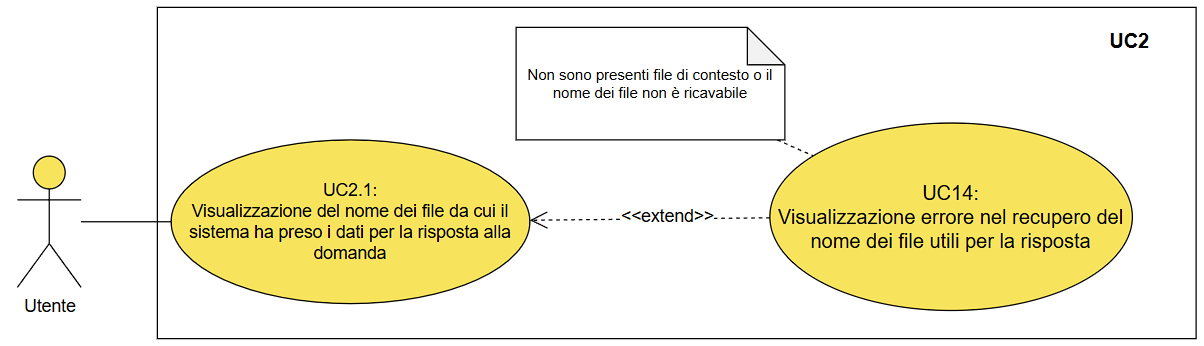 UC2
Non sono presenti file di contesto o il
nome dei file non è ricavabile
UC2.1:
Visualizzazione del nome dei file da cui il
sistema ha preso i dati per la risposta alla
domanda
<<extend>>
UC14:
Visualizzazione errore nel recupero del
nome dei file utili per la risposta
Utente